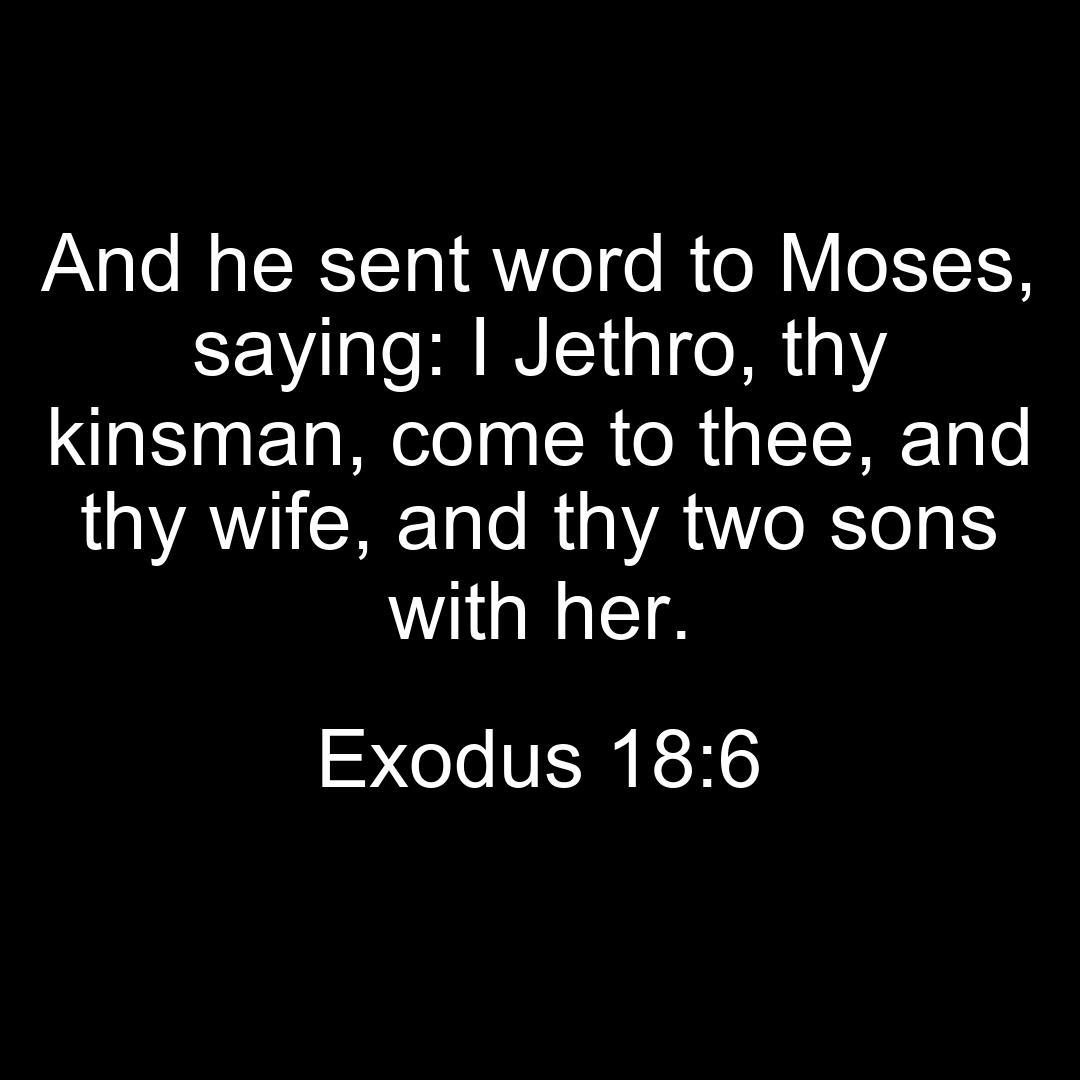 And he sent word to Moses,
saying: I Jethro, thy
kinsman, come to thee, and
thy wife, and thy two sons
with her.
Exodus 18:6